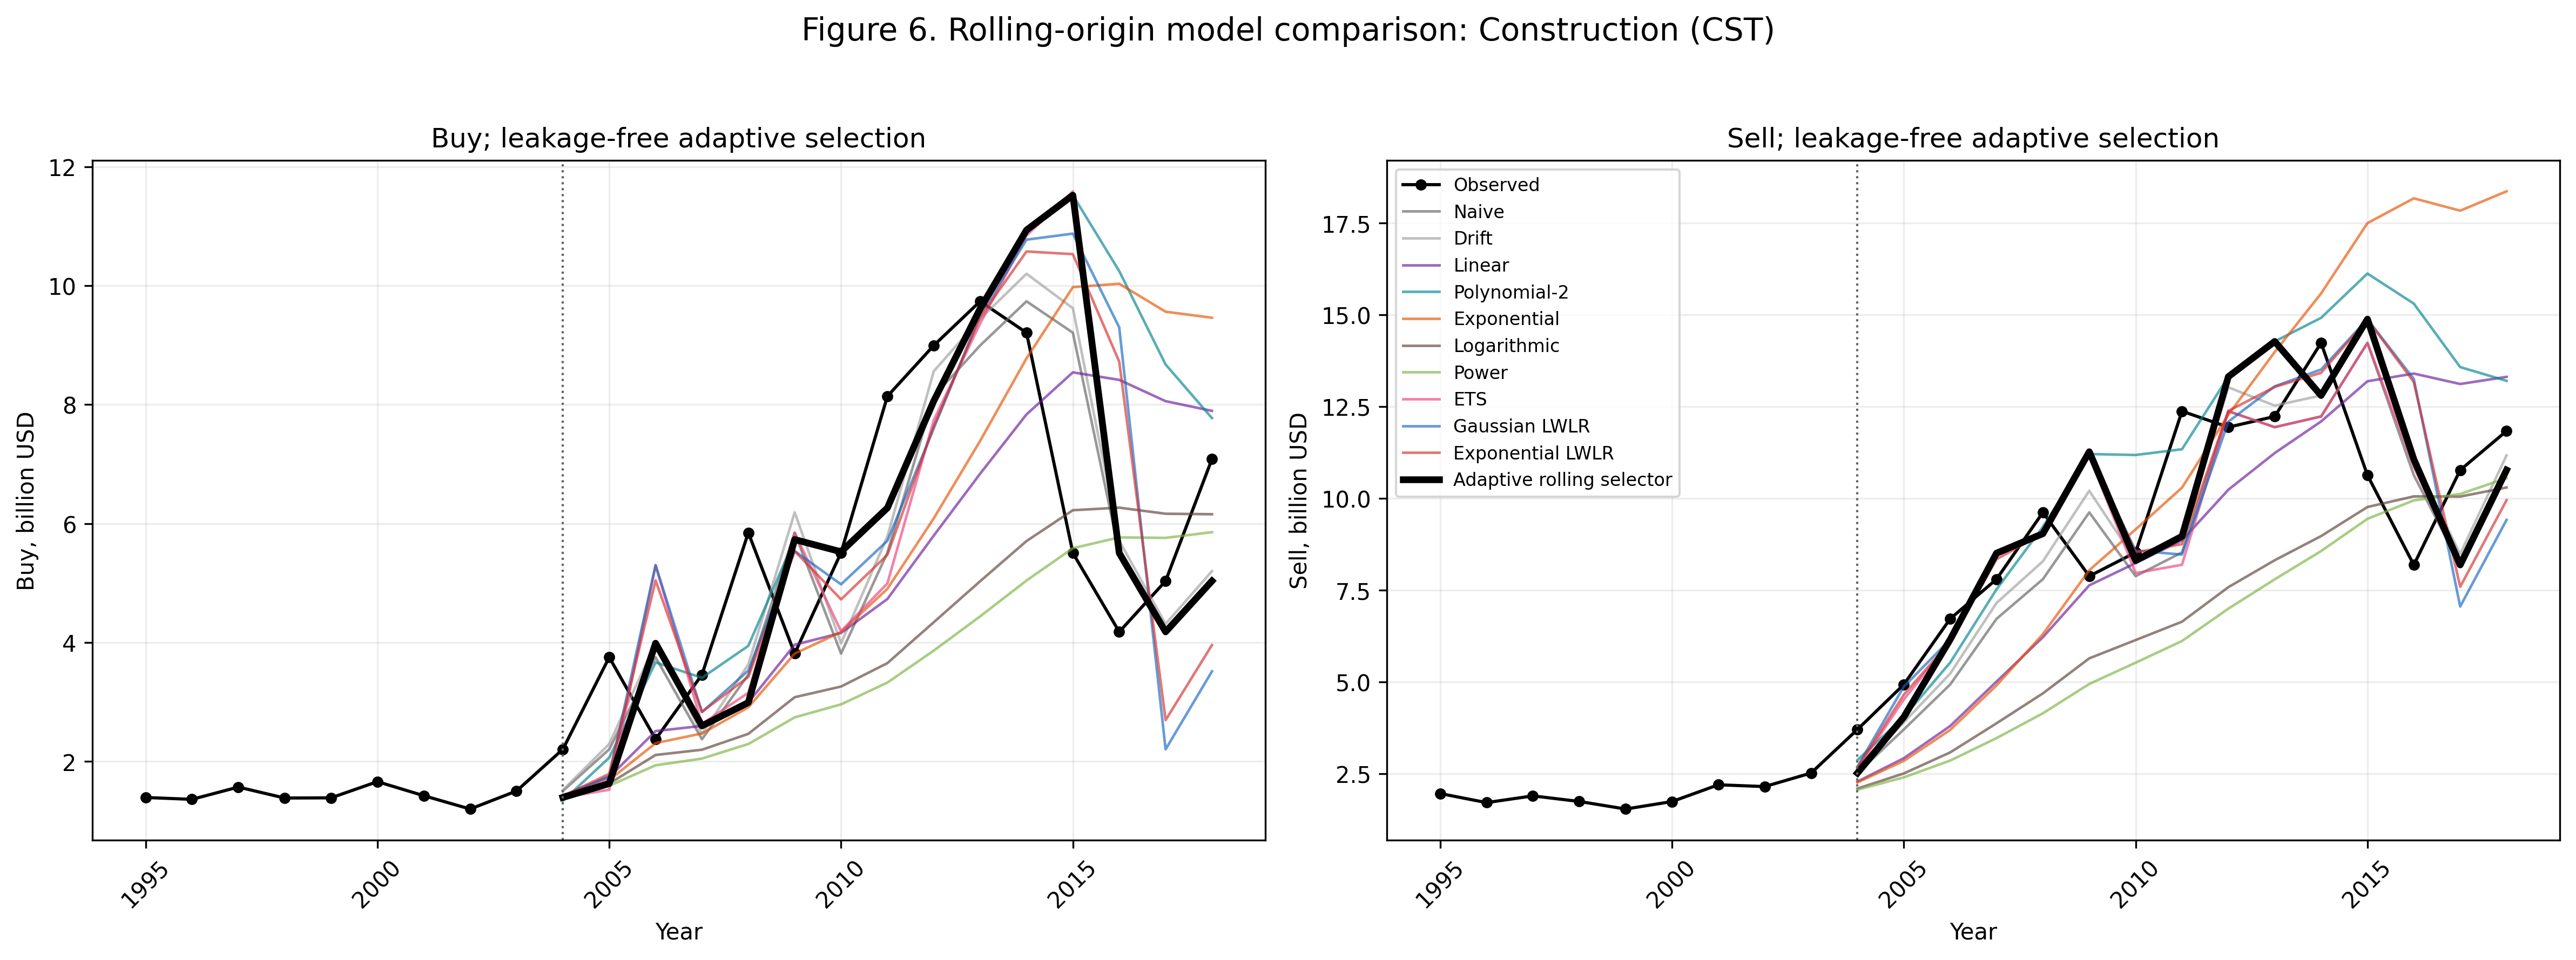 Figure 6. Rolling-origin model comparison: Construction (CST)
Buy; leakage-free adaptive selection
12
10
8
6
4
2
Buy, billion USD
1995
2000
2005
2010
2015
Year
Sell; leakage-free adaptive selection
Observed
Naive
Drift
Linear
Polynomial-2
Exponential
Logarithmic
Power
ETS
Gaussian LWLR
Exponential LWLR
Adaptive rolling selector
17.5
15.0
12.5
10.0
7.5
5.0
2.5
Sell, billion USD
1995
2000
2005
2010
2015
Year